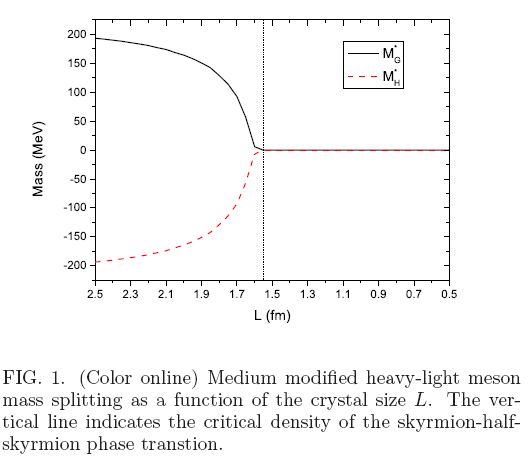 200
150
100
50
0
-50
-100
-150
-200
Mass (MeV)
M*G
M*H
2.5 2.3 2.1 1.9 1.7 1.5 1.3 1.1 0.9 0.7 0.5
L (fm)
FIG. 1. (Color online) Medium modified heavy-light meson
mass splitting as a function of the crystal size L. The ver-
tical line indicates the critical density of the skyrmion-half-
skyrmion phase transtion.